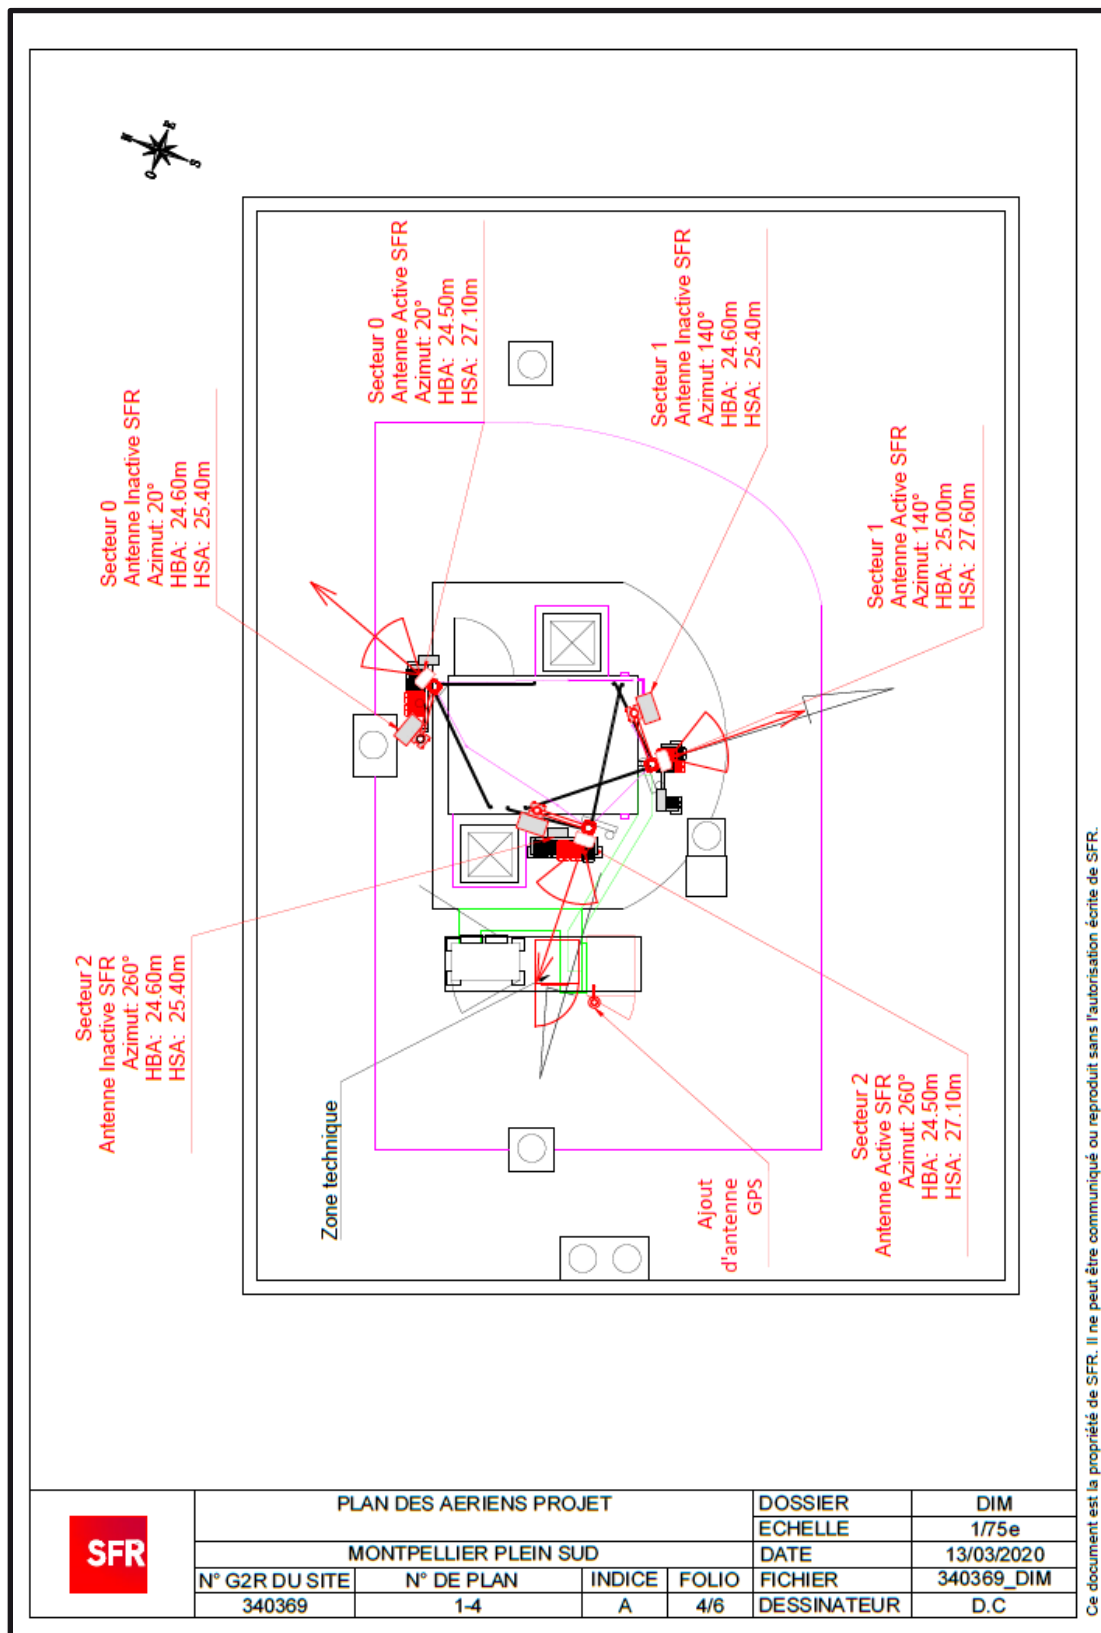 N
E
O
S
Secteur 0
Antenne Inactive SFR
Azimut: 20°
HBA: 24.60m
HSA: 25.40m
Secteur 0
Antenne Active SFR
Azimut: 20°
HBA: 24.50m
HSA: 27.10m
Secteur 1
Antenne Inactive SFR
Azimut: 140°
HBA: 24.60m
HSA: 25.40m
Secteur 1
Antenne Active SFR
Azimut: 140°
HBA: 25.00m
HSA: 27.60m
Secteur 2
Antenne Inactive SFR
Azimut: 260°
HBA: 24.60m
HSA: 25.40m
Zone technique
Ajout
d'antenne
GPS
Secteur 2
Antenne Active SFR
Azimut: 260°
HBA: 24.50m
HSA: 27.10m
Ce document est la propriété de SFR. Il ne peut être communiqué ou reproduit sans l'autorisation écrite de SFR.
SFR
PLAN DES AERIENS PROJET
DOSSIER DIM
ECHELLE 1/75e
MONTPELLIER PLEIN SUD
DATE 13/03/2020
N° G2R DU SITE N° DE PLAN INDICE FOLIO FICHIER 340369_DIM
340369 1-4 A 4/6 DESSINATEUR D.C